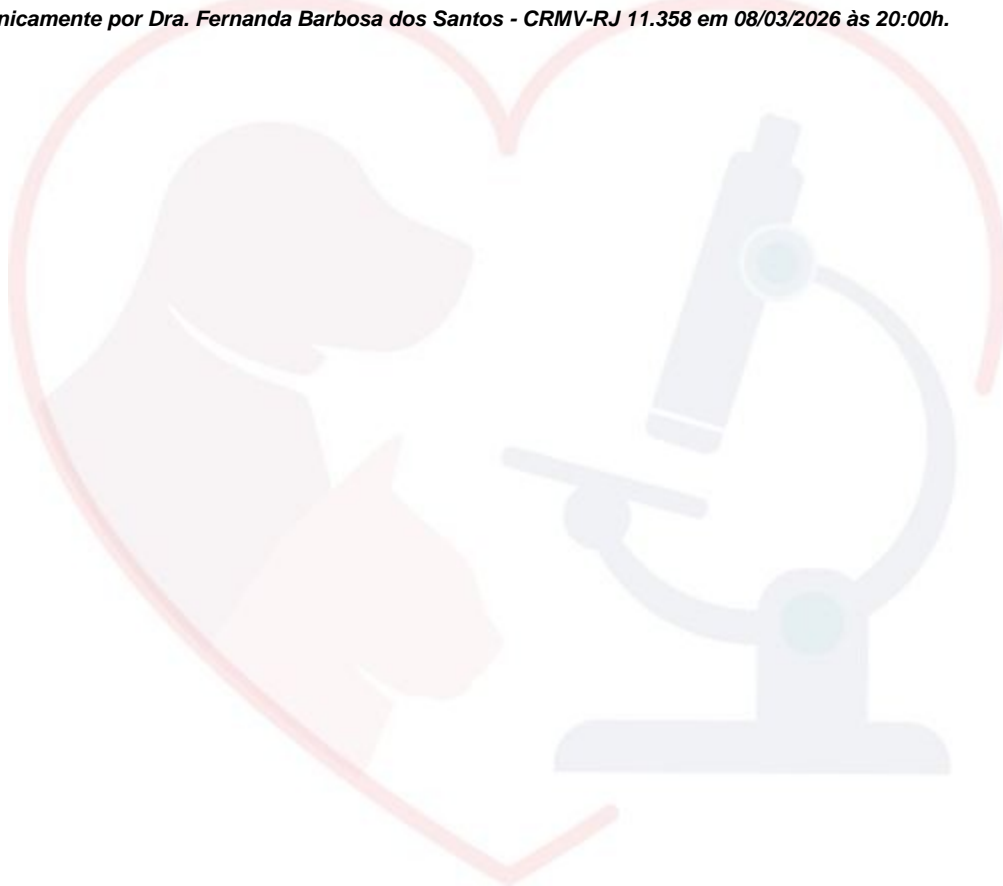 nicamente por Dra. Fernanda Barbosa dos Santos - CRMV-RJ 11.358 em 08/03/2026 às 20:00h.